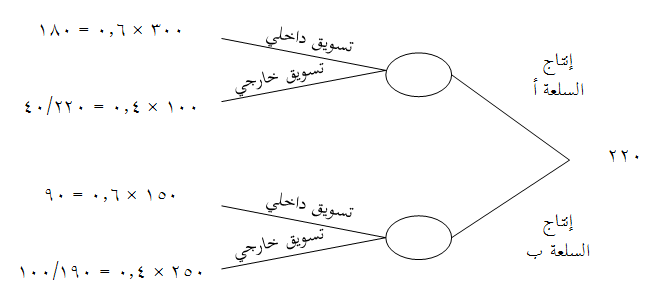 ٣٠٠ × ٠,٦ = ١٨٠
تسويق داخلي
تسويق خارجي
١٠٠ × ٠,٤ = ٤٠/٢٢٠
إنتاج
السلعة أ
٢٢٠
١٥٠ × ٠,٦ = ٩٠
تسويق داخلي
تسويق خارجي
٢٥٠ × ٠,٤ = ١٠٠/١٩٠
إنتاج
السلعة ب